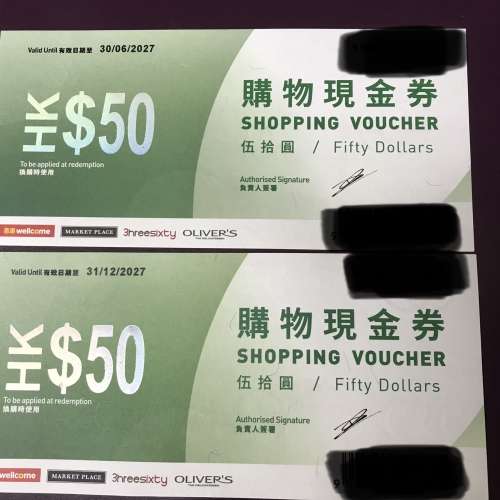 Valid Until 有效日期至 30/06/2027
HK$50
To be applied at redemption
換購時使用
購物現金券
SHOPPING VOUCHER
伍拾圓 / Fifty Dollars
Authorised Signature
負責人簽署
惠康 wellcome MARKET PLACE 3hreesixty OLIVER'S
THE DELICATESSEN
Valid Until 有效日期至 31/12/2027
HK$50
To be applied at redemption
換購時使用
購物現金券
SHOPPING VOUCHER
伍拾圓 / Fifty Dollars
Authorised Signature
負責人簽署
wellcome MARKET PLACE 3hreesixty OLIVER'S
THE DELICATESSEN